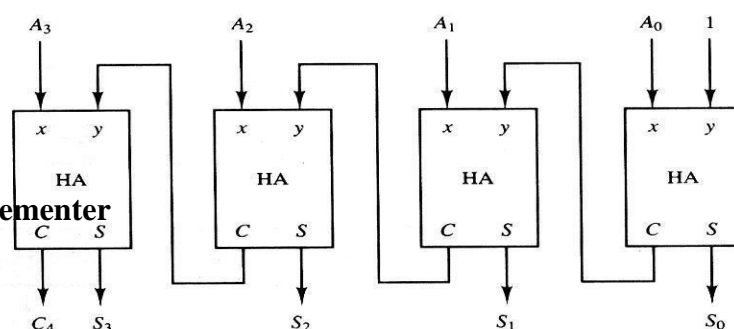 A3 A2 A1 A0 1
x y x y x y x y
HA HA HA HA
ementer
C S C S C S C S
C4 S3 S2 S1 S0